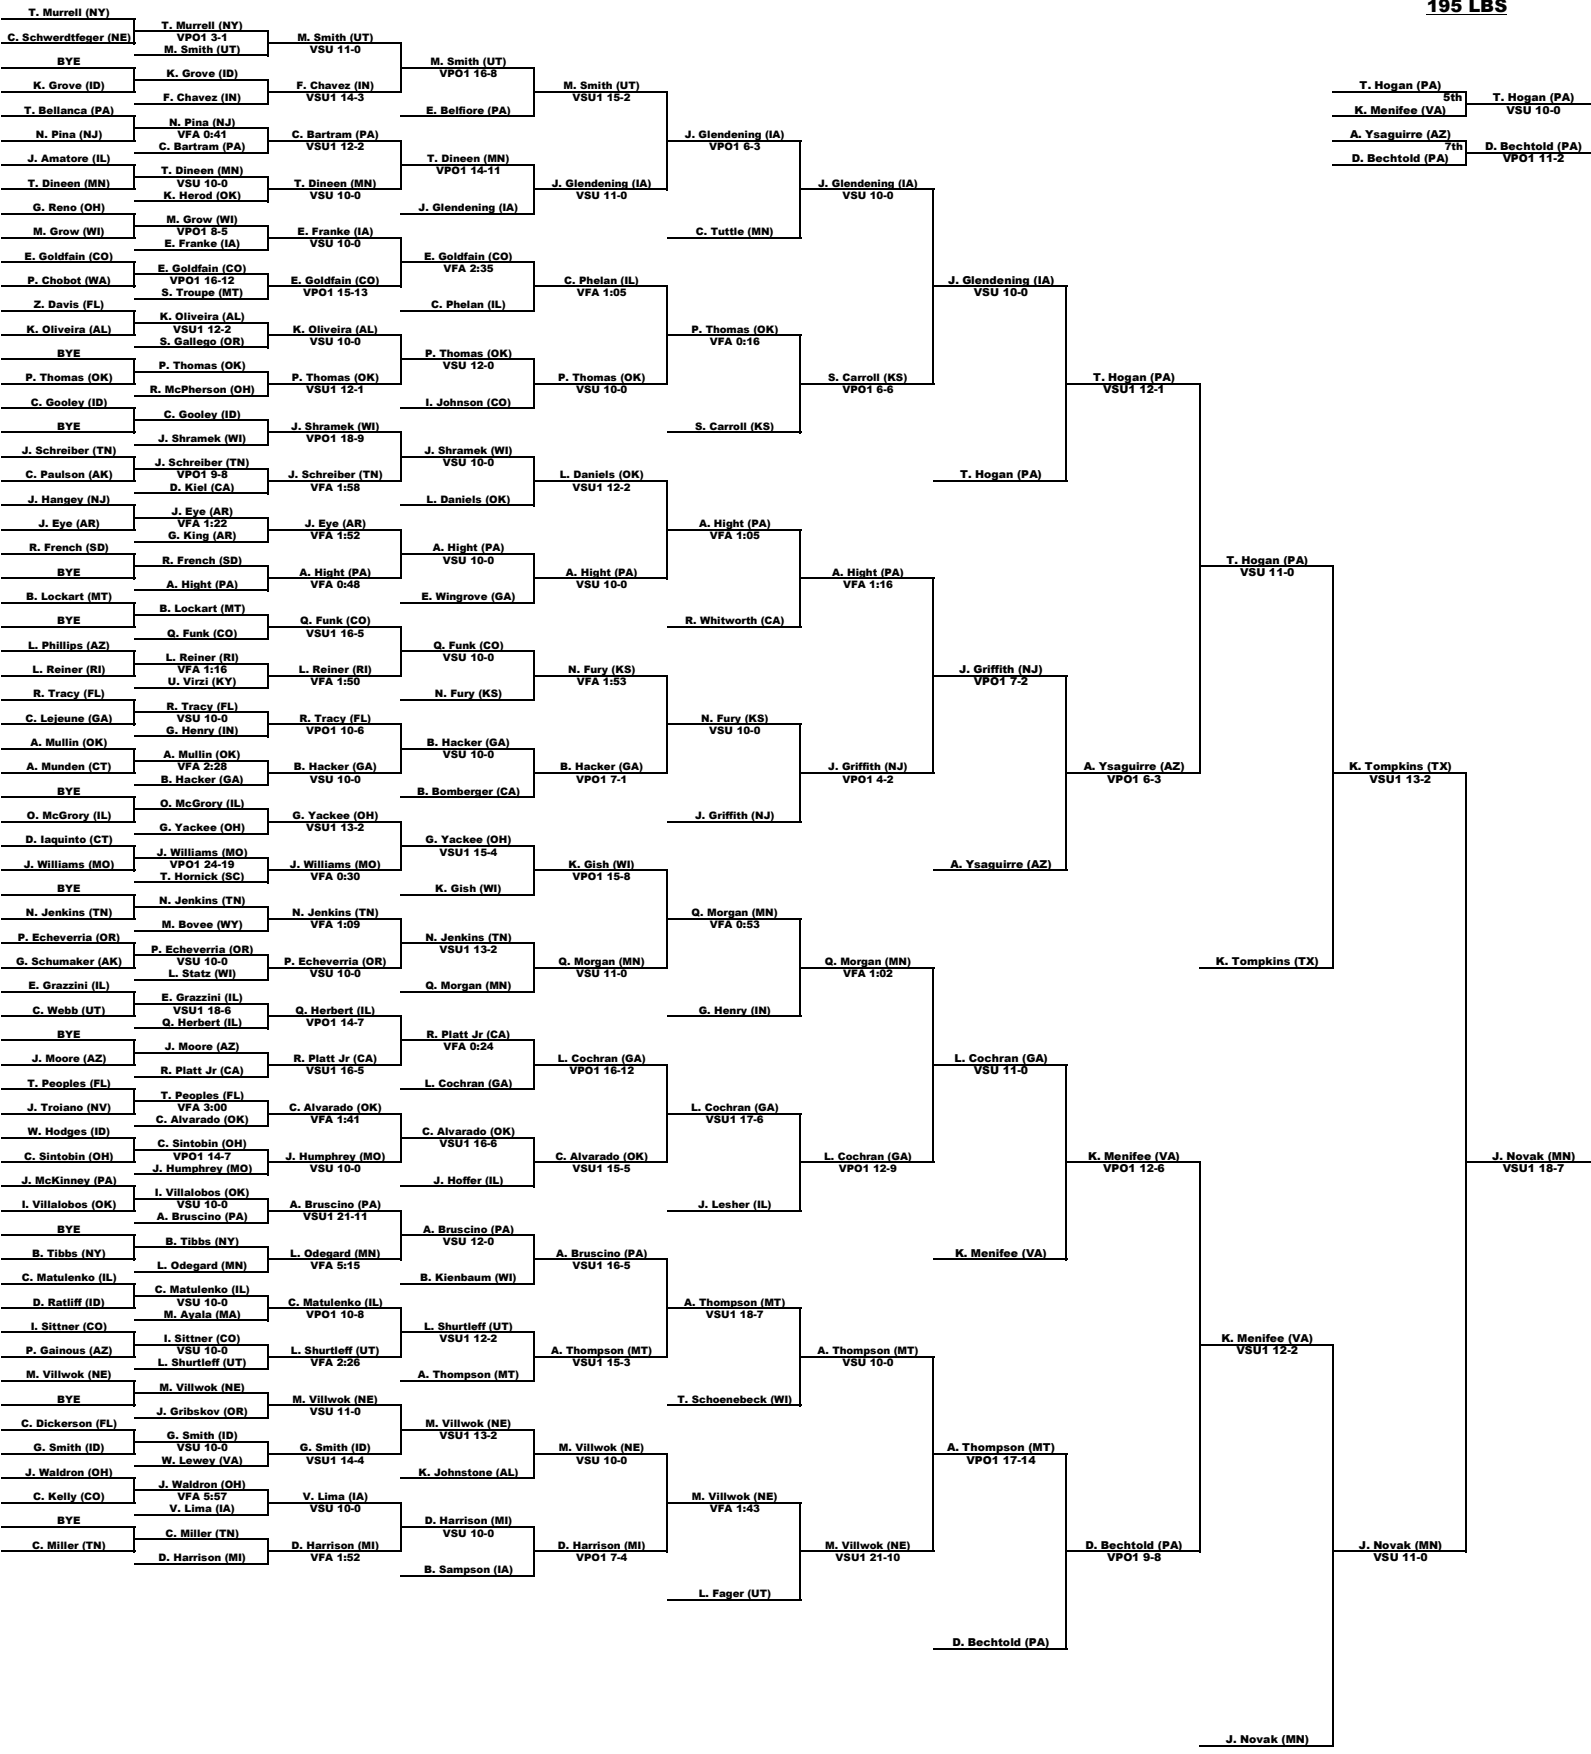 195 LBS
T. Murrell (NY)
C. Schwerdtfeger (NE)
BYE
K. Grove (ID)
T. Bellanca (PA)
N. Pina (NJ)
J. Amatore (IL)
T. Dineen (MN)
G. Reno (OH)
M. Grow (WI)
E. Goldfain (CO)
P. Chobot (WA)
Z. Davis (FL)
K. Oliveira (AL)
BYE
P. Thomas (OK)
C. Gooley (ID)
BYE
J. Schreiber (TN)
C. Paulson (AK)
J. Hangey (NJ)
J. Eye (AR)
R. French (SD)
BYE
B. Lockart (MT)
BYE
L. Phillips (AZ)
L. Reiner (RI)
R. Tracy (FL)
C. Lejeune (GA)
A. Mullin (OK)
A. Munden (CT)
BYE
O. McGrory (IL)
D. Iaquinto (CT)
J. Williams (MO)
BYE
N. Jenkins (TN)
P. Echeverria (OR)
G. Schumaker (AK)
E. Grazzini (IL)
C. Webb (UT)
BYE
J. Moore (AZ)
T. Peoples (FL)
J. Troiano (NV)
W. Hodges (ID)
C. Sintobin (OH)
J. McKinney (PA)
I. Villalobos (OK)
BYE
B. Tibbs (NY)
C. Matulenko (IL)
D. Ratliff (ID)
I. Sittner (CO)
P. Gainous (AZ)
M. Villwok (NE)
BYE
C. Dickerson (FL)
G. Smith (ID)
J. Waldron (OH)
C. Kelly (CO)
BYE
C. Miller (TN)
T. Murrell (NY)
VPO1 3-1
M. Smith (UT)
K. Grove (ID)
F. Chavez (IN)
N. Pina (NJ)
VFA 0:41
C. Bartram (PA)
T. Dineen (MN)
VSU 10-0
K. Herod (OK)
M. Grow (WI)
VPO1 8-5
E. Franke (IA)
E. Goldfain (CO)
VPO1 16-12
S. Troupe (MT)
K. Oliveira (AL)
VSU1 12-2
S. Gallego (OR)
P. Thomas (OK)
R. McPherson (OH)
C. Gooley (ID)
J. Shramek (WI)
J. Schreiber (TN)
VPO1 9-8
D. Kiel (CA)
J. Eye (AR)
VFA 1:22
G. King (AR)
R. French (SD)
A. Hight (PA)
B. Lockart (MT)
Q. Funk (CO)
L. Reiner (RI)
VFA 1:16
U. Virzi (KY)
R. Tracy (FL)
VSU 10-0
G. Henry (IN)
A. Mullin (OK)
VFA 2:28
B. Hacker (GA)
O. McGrory (IL)
G. Yackee (OH)
J. Williams (MO)
VPO1 24-19
T. Hornick (SC)
N. Jenkins (TN)
M. Bovee (WY)
P. Echeverria (OR)
VSU 10-0
L. Statz (WI)
E. Grazzini (IL)
VSU1 18-6
Q. Herbert (IL)
J. Moore (AZ)
R. Platt Jr (CA)
T. Peoples (FL)
VFA 3:00
C. Alvarado (OK)
C. Sintobin (OH)
VPO1 14-7
J. Humphrey (MO)
I. Villalobos (OK)
VSU 10-0
A. Bruscino (PA)
B. Tibbs (NY)
L. Odegard (MN)
C. Matulenko (IL)
VSU 10-0
M. Ayala (MA)
I. Sittner (CO)
VSU 10-0
L. Shurtleff (UT)
M. Villwok (NE)
J. Gribskov (OR)
G. Smith (ID)
VSU 10-0
W. Lewey (VA)
J. Waldron (OH)
VFA 5:57
V. Lima (IA)
C. Miller (TN)
D. Harrison (MI)
M. Smith (UT)
VSU 11-0
F. Chavez (IN)
VSU1 14-3
C. Bartram (PA)
VSU1 12-2
T. Dineen (MN)
VSU 10-0
E. Franke (IA)
VSU 10-0
E. Goldfain (CO)
VPO1 15-13
K. Oliveira (AL)
VSU 10-0
P. Thomas (OK)
VSU1 12-1
J. Shramek (WI)
VPO1 18-9
J. Schreiber (TN)
VFA 1:58
J. Eye (AR)
VFA 1:52
A. Hight (PA)
VFA 0:48
Q. Funk (CO)
VSU1 16-5
L. Reiner (RI)
VFA 1:50
R. Tracy (FL)
VPO1 10-6
B. Hacker (GA)
VSU 10-0
G. Yackee (OH)
VSU1 13-2
J. Williams (MO)
VFA 0:30
N. Jenkins (TN)
VFA 1:09
P. Echeverria (OR)
VSU 10-0
Q. Herbert (IL)
VPO1 14-7
R. Platt Jr (CA)
VSU1 16-5
C. Alvarado (OK)
VFA 1:41
J. Humphrey (MO)
VSU 10-0
A. Bruscino (PA)
VSU1 21-11
L. Odegard (MN)
VFA 5:15
C. Matulenko (IL)
VPO1 10-8
L. Shurtleff (UT)
VFA 2:26
M. Villwok (NE)
VSU 11-0
G. Smith (ID)
VSU1 14-4
V. Lima (IA)
VSU 10-0
D. Harrison (MI)
VFA 1:52
M. Smith (UT)
VPO1 16-8
E. Belfiore (PA)
T. Dineen (MN)
VPO1 14-11
J. Glendening (IA)
E. Goldfain (CO)
VFA 2:35
C. Phelan (IL)
P. Thomas (OK)
VSU 12-0
I. Johnson (CO)
J. Shramek (WI)
VSU 10-0
L. Daniels (OK)
A. Hight (PA)
VSU 10-0
E. Wingrove (GA)
Q. Funk (CO)
VSU 10-0
N. Fury (KS)
B. Hacker (GA)
VSU 10-0
B. Bomberger (CA)
G. Yackee (OH)
VSU1 15-4
K. Gish (WI)
N. Jenkins (TN)
VSU1 13-2
Q. Morgan (MN)
R. Platt Jr (CA)
VFA 0:24
L. Cochran (GA)
C. Alvarado (OK)
VSU1 16-6
J. Hoffer (IL)
A. Bruscino (PA)
VSU 12-0
B. Kienbaum (WI)
L. Shurtleff (UT)
VSU1 12-2
A. Thompson (MT)
M. Villwok (NE)
VSU1 13-2
K. Johnstone (AL)
D. Harrison (MI)
VSU 10-0
B. Sampson (IA)
M. Smith (UT)
VSU1 15-2
J. Glendening (IA)
VSU 11-0
C. Phelan (IL)
VFA 1:05
P. Thomas (OK)
VSU 10-0
L. Daniels (OK)
VSU1 12-2
A. Hight (PA)
VSU 10-0
N. Fury (KS)
VFA 1:53
B. Hacker (GA)
VPO1 7-1
K. Gish (WI)
VPO1 15-8
Q. Morgan (MN)
VSU 11-0
L. Cochran (GA)
VPO1 16-12
C. Alvarado (OK)
VSU1 15-5
A. Bruscino (PA)
VSU1 16-5
A. Thompson (MT)
VSU1 15-3
M. Villwok (NE)
VSU 10-0
D. Harrison (MI)
VPO1 7-4
J. Glendening (IA)
VPO1 6-3
C. Tuttle (MN)
P. Thomas (OK)
VFA 0:16
S. Carroll (KS)
A. Hight (PA)
VFA 1:05
R. Whitworth (CA)
N. Fury (KS)
VSU 10-0
J. Griffith (NJ)
Q. Morgan (MN)
VFA 0:53
G. Henry (IN)
L. Cochran (GA)
VSU1 17-6
J. Lesher (IL)
A. Thompson (MT)
VSU1 18-7
T. Schoenebeck (WI)
M. Villwok (NE)
VFA 1:43
L. Fager (UT)
J. Glendening (IA)
VSU 10-0
S. Carroll (KS)
VPO1 6-6
A. Hight (PA)
VFA 1:16
J. Griffith (NJ)
VPO1 4-2
Q. Morgan (MN)
VFA 1:02
L. Cochran (GA)
VPO1 12-9
A. Thompson (MT)
VSU 10-0
M. Villwok (NE)
VSU1 21-10
J. Glendening (IA)
VSU 10-0
T. Hogan (PA)
J. Griffith (NJ)
VPO1 7-2
A. Ysaguirre (AZ)
L. Cochran (GA)
VSU 11-0
K. Menifee (VA)
A. Thompson (MT)
VPO1 17-14
D. Bechtold (PA)
T. Hogan (PA)
VSU1 12-1
A. Ysaguirre (AZ)
VPO1 6-3
K. Menifee (VA)
VPO1 12-6
D. Bechtold (PA)
VPO1 9-8
T. Hogan (PA)
VSU 11-0
K. Tompkins (TX)
K. Menifee (VA)
VSU1 12-2
J. Novak (MN)
K. Tompkins (TX)
VSU1 13-2
J. Novak (MN)
VSU 11-0
J. Novak (MN)
VSU1 18-7
T. Hogan (PA)
5th
K. Menifee (VA)
T. Hogan (PA)
VSU 10-0
A. Ysaguirre (AZ)
7th
D. Bechtold (PA)
D. Bechtold (PA)
VPO1 11-2